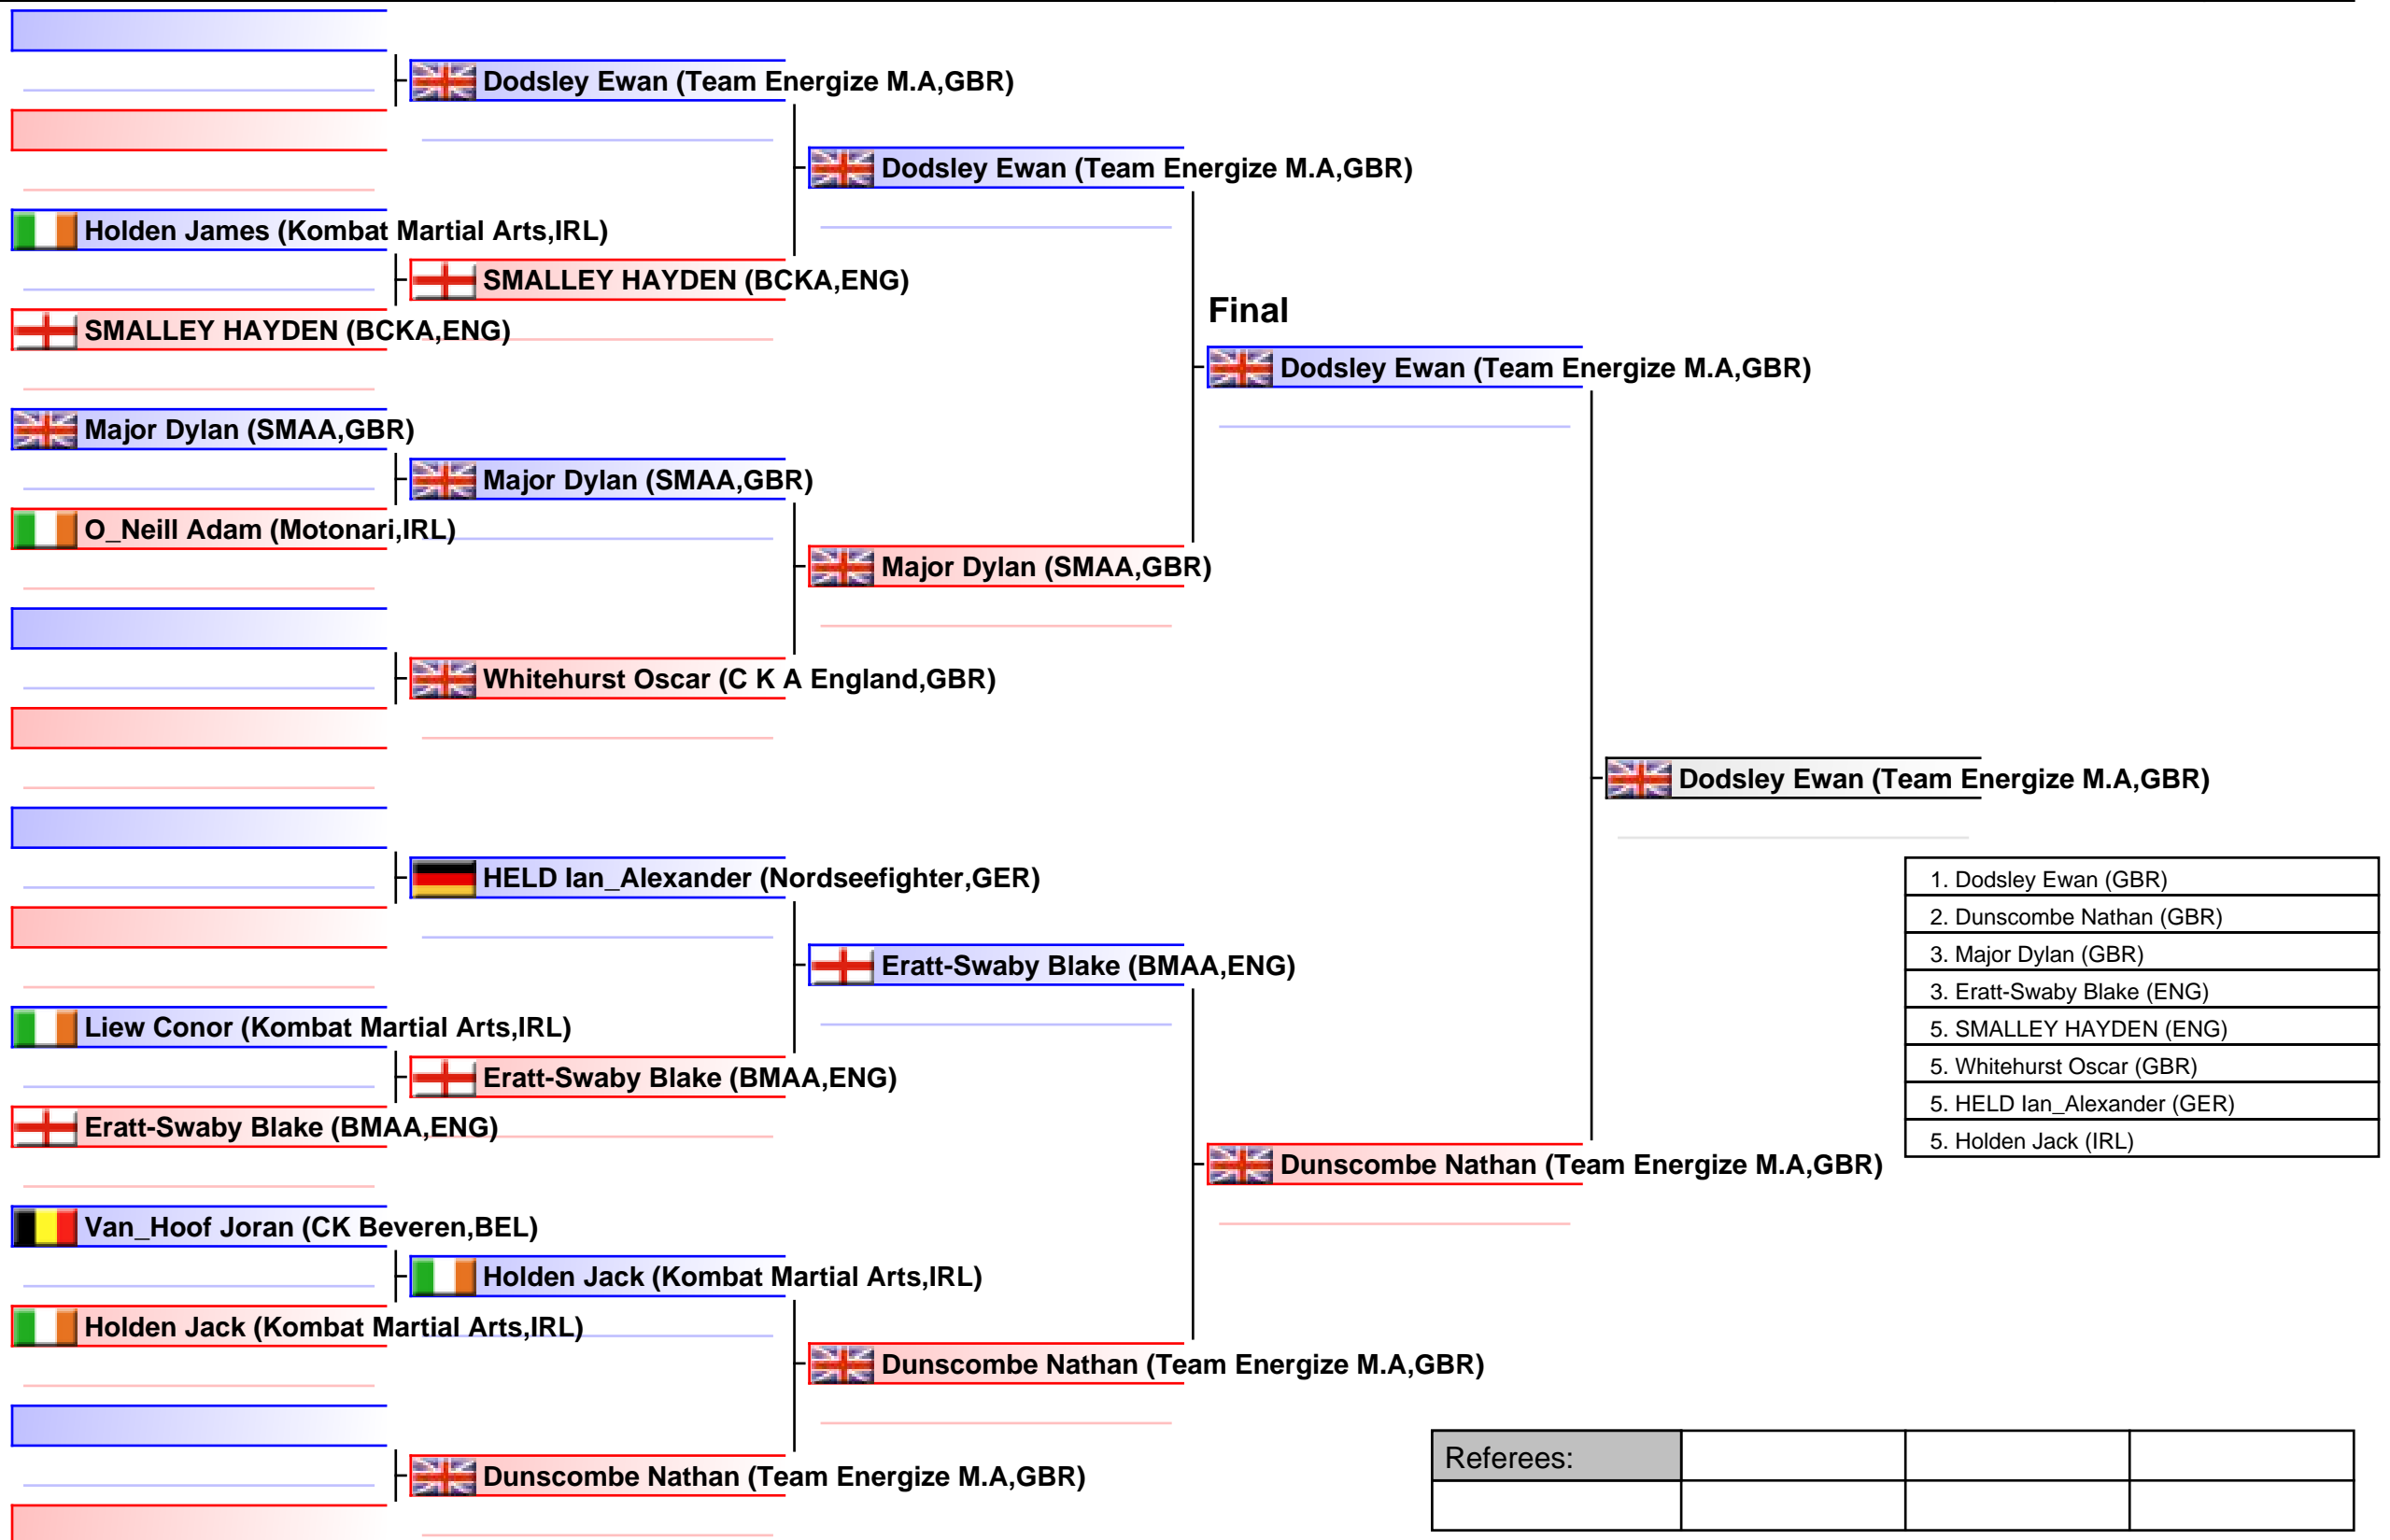 Dodsley Ewan (Team Energize M.A,GBR)
Dodsley Ewan (Team Energize M.A,GBR)
Holden James (Kombat Martial Arts,IRL)
SMALLEY HAYDEN (BCKA,ENG)
Final
SMALLEY HAYDEN (BCKA,ENG)
Dodsley Ewan (Team Energize M.A,GBR)
Major Dylan (SMAA,GBR)
Major Dylan (SMAA,GBR)
O_Neill Adam (Motonari,IRL)
Major Dylan (SMAA,GBR)
Whitehurst Oscar (C K A England,GBR)
Dodsley Ewan (Team Energize M.A,GBR)
HELD Ian_Alexander (Nordseefighter,GER)
1. Dodsley Ewan (GBR)
2. Dunscombe Nathan (GBR)
3. Major Dylan (GBR)
3. Eratt-Swaby Blake (ENG)
5. SMALLEY HAYDEN (ENG)
5. Whitehurst Oscar (GBR)
5. HELD Ian_Alexander (GER)
5. Holden Jack (IRL)
Eratt-Swaby Blake (BMAA,ENG)
Liew Conor (Kombat Martial Arts,IRL)
Eratt-Swaby Blake (BMAA,ENG)
Eratt-Swaby Blake (BMAA,ENG)
Dunscombe Nathan (Team Energize M.A,GBR)
Van_Hoof Joran (CK Beveren,BEL)
Holden Jack (Kombat Martial Arts,IRL)
Holden Jack (Kombat Martial Arts,IRL)
Dunscombe Nathan (Team Energize M.A,GBR)
Referees:
Dunscombe Nathan (Team Energize M.A,GBR)